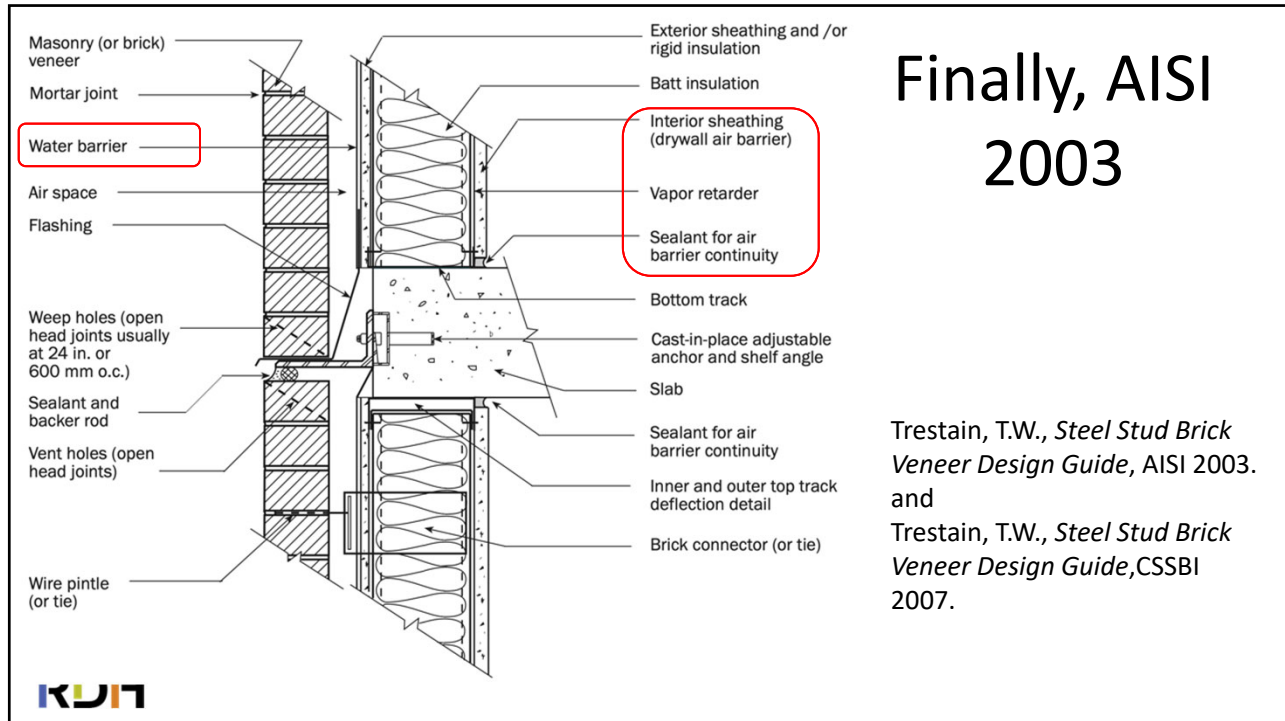 Masonry (or brick)
veneer
Mortar joint
Water barrier
Air space
Flashing
Weep holes (open
head joints usually
at 24 in. or
600 mm o.c.)
Sealant and
backer rod
Vent holes (open
head joints)
Wire pintle
(or tie)
Exterior sheathing and /or
rigid insulation
Batt insulation
Interior sheathing
(drywall air barrier)
Vapor retarder
Sealant for air
barrier continuity
Bottom track
Cast-in-place adjustable
anchor and shelf angle
Slab
Sealant for air
barrier continuity
Inner and outer top track
deflection detail
Brick connector (or tie)
Finally, AISI
2003
Trestain, T.W., Steel Stud Brick
Veneer Design Guide, AISI 2003.
and
Trestain, T.W., Steel Stud Brick
Veneer Design Guide,CSSBI
2007.